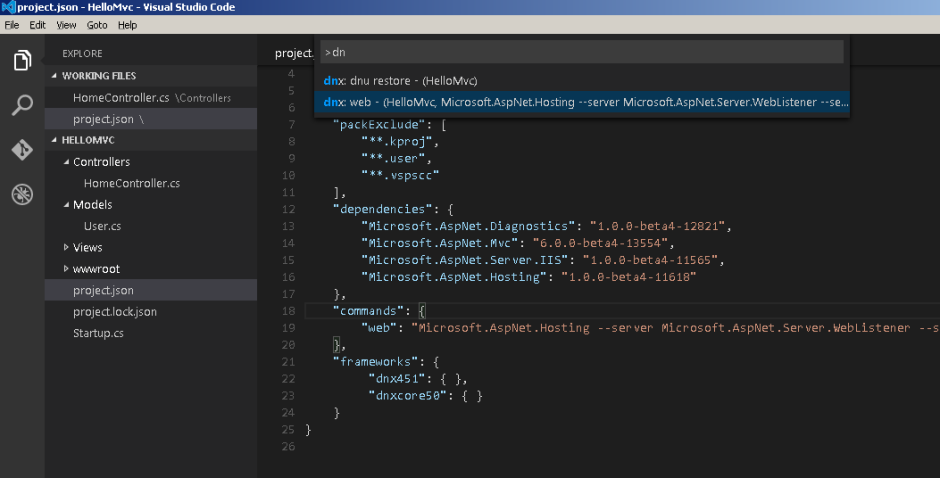 project.json - HelloMvc - Visual Studio Code
File Edit View Goto Help
EXPLORE
WORKING FILES
HomeController.cs \Controllers
project.json \
HELLOMVC
Controllers
HomeController.cs
Models
User.cs
Views
wwwroot
project.json
project.lock.json
Startup.cs
project.
>dn
dnx: dnu restore - (HelloMvc)
dnx: web - (HelloMvc, Microsoft.AspNet.Hosting --server Microsoft.AspNet.Server.WebListener --se...
4
5
6
7 "packExclude": [
8 "**.kproj",
9 "**.user",
10 "**.vspscc"
11 ],
12 "dependencies": {
13 "Microsoft.AspNet.Diagnostics": "1.0.0-beta4-12821",
14 "Microsoft.AspNet.Mvc": "6.0.0-beta4-13554",
15 "Microsoft.AspNet.Server.IIS": "1.0.0-beta4-11565",
16 "Microsoft.AspNet.Hosting": "1.0.0-beta4-11618"
17 },
18 "commands": {
19 "web": "Microsoft.AspNet.Hosting --server Microsoft.AspNet.Server.WebListener --s
20 },
21 "frameworks": {
22 "dnx451": { },
23 "dnxcore50": { }
24 }
25 }
26